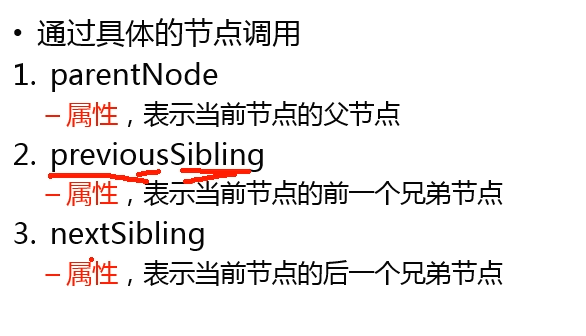 • 通过具体的节点调用
1. parentNode
– 属性，表示当前节点的父节点
2. previousSibling
– 属性，表示当前节点的前一个兄弟节点
3. nextSibling
– 属性，表示当前节点的后一个兄弟节点